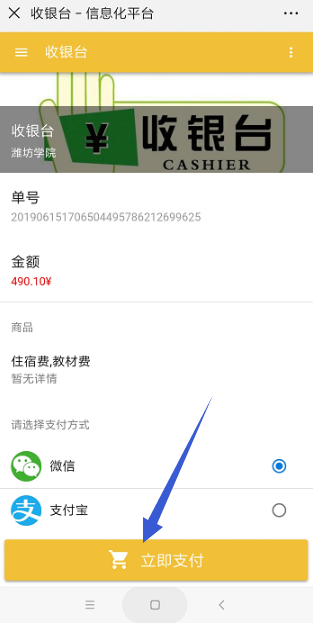 收银台 - 信息化平台
收银台
¥ 收银台
CASHIER
收银台
潍坊学院
单号
201906151706504495786212699625
金额
490.10¥
商品
住宿费,教材费
暂无详情
请选择支付方式
微信
支 支付宝
立即支付